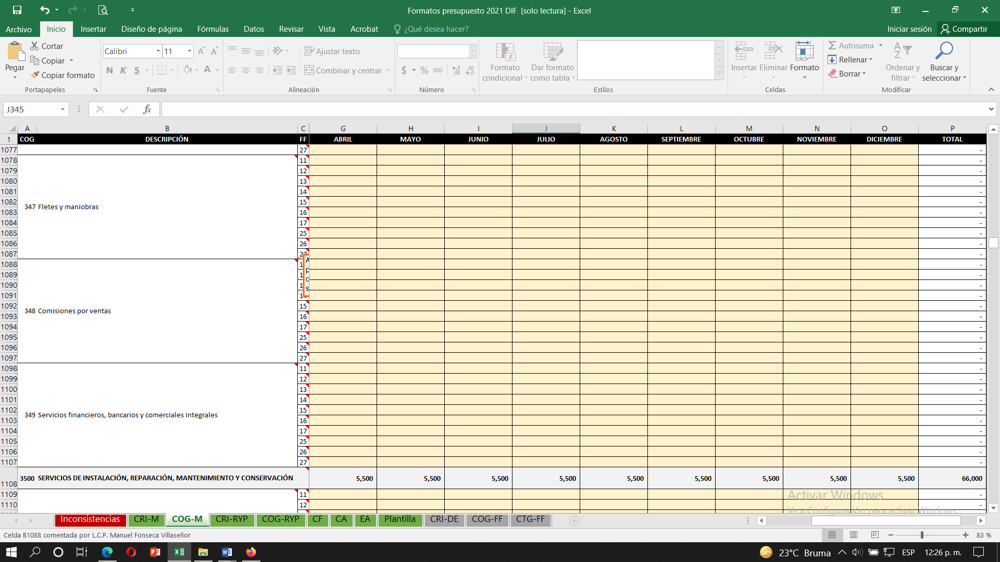 Formatos presupuesto 2021 DIF  [solo lectura] - Excel
Archivo Inicio Insertar Diseño de página Fórmulas Datos Revisar Vista Acrobat ¿Qué desea hacer? Iniciar sesión Compartir
Pegar Cortar Copiar Copiar formato
Calibri 11
N K S A A A
Ajustar texto
Combinar y centrar
$ % 000
Formato condicional
Dar formato como tabla
Insertar Eliminar Formato
Autosuma
Rellenar
Borrar
Ordenar y filtrar
Buscar y seleccionar
Portapapeles Fuente Alineación Número Estilos Celdas Modificar
J345 fx
A B C G H I J K L M N O P
1 COG DESCRIPCIÓN FF ABRIL MAYO JUNIO JULIO AGOSTO SEPTIEMBRE OCTUBRE NOVIEMBRE DICIEMBRE TOTAL
1077 27 -
1078 11 -
1079 12 -
1080 13 -
1081 14 -
1082 15 -
347 Fletes y maniobras
1083 16 -
1084 17 -
1085 25 -
1086 26 -
1087 27 -
1088 1 A -
1089 1 p -
1090 1 o -
1091 14 s -
1092 15 -
348 Comisiones por ventas
1093 16 -
1094 17 -
1095 25 -
1096 26 -
1097 27 -
1098 11 -
1099 12 -
1100 13 -
1101 14 -
1102 15 -
349 Servicios financieros, bancarios y comerciales integrales
1103 16 -
1104 17 -
1105 25 -
1106 26 -
1107 27 -
1108 3500 SERVICIOS DE INSTALACIÓN, REPARACIÓN, MANTENIMIENTO Y CONSERVACIÓN 5,500 5,500 5,500 5,500 5,500 5,500 5,500 5,500 5,500 66,000
1109 11 -
1110 12 -
Activar Windows
Ve a Configuración para activar Windows.
Inconsistencias CRI-M COG-M CRI-RYP COG-RYP CF CA EA Plantilla CRI-DE COG-FF CTG-FF
Celda B1088 comentada por L.C.P. Manuel Fonseca Villaseñor 83 %
23°C Bruma ESP 12:26 p. m.